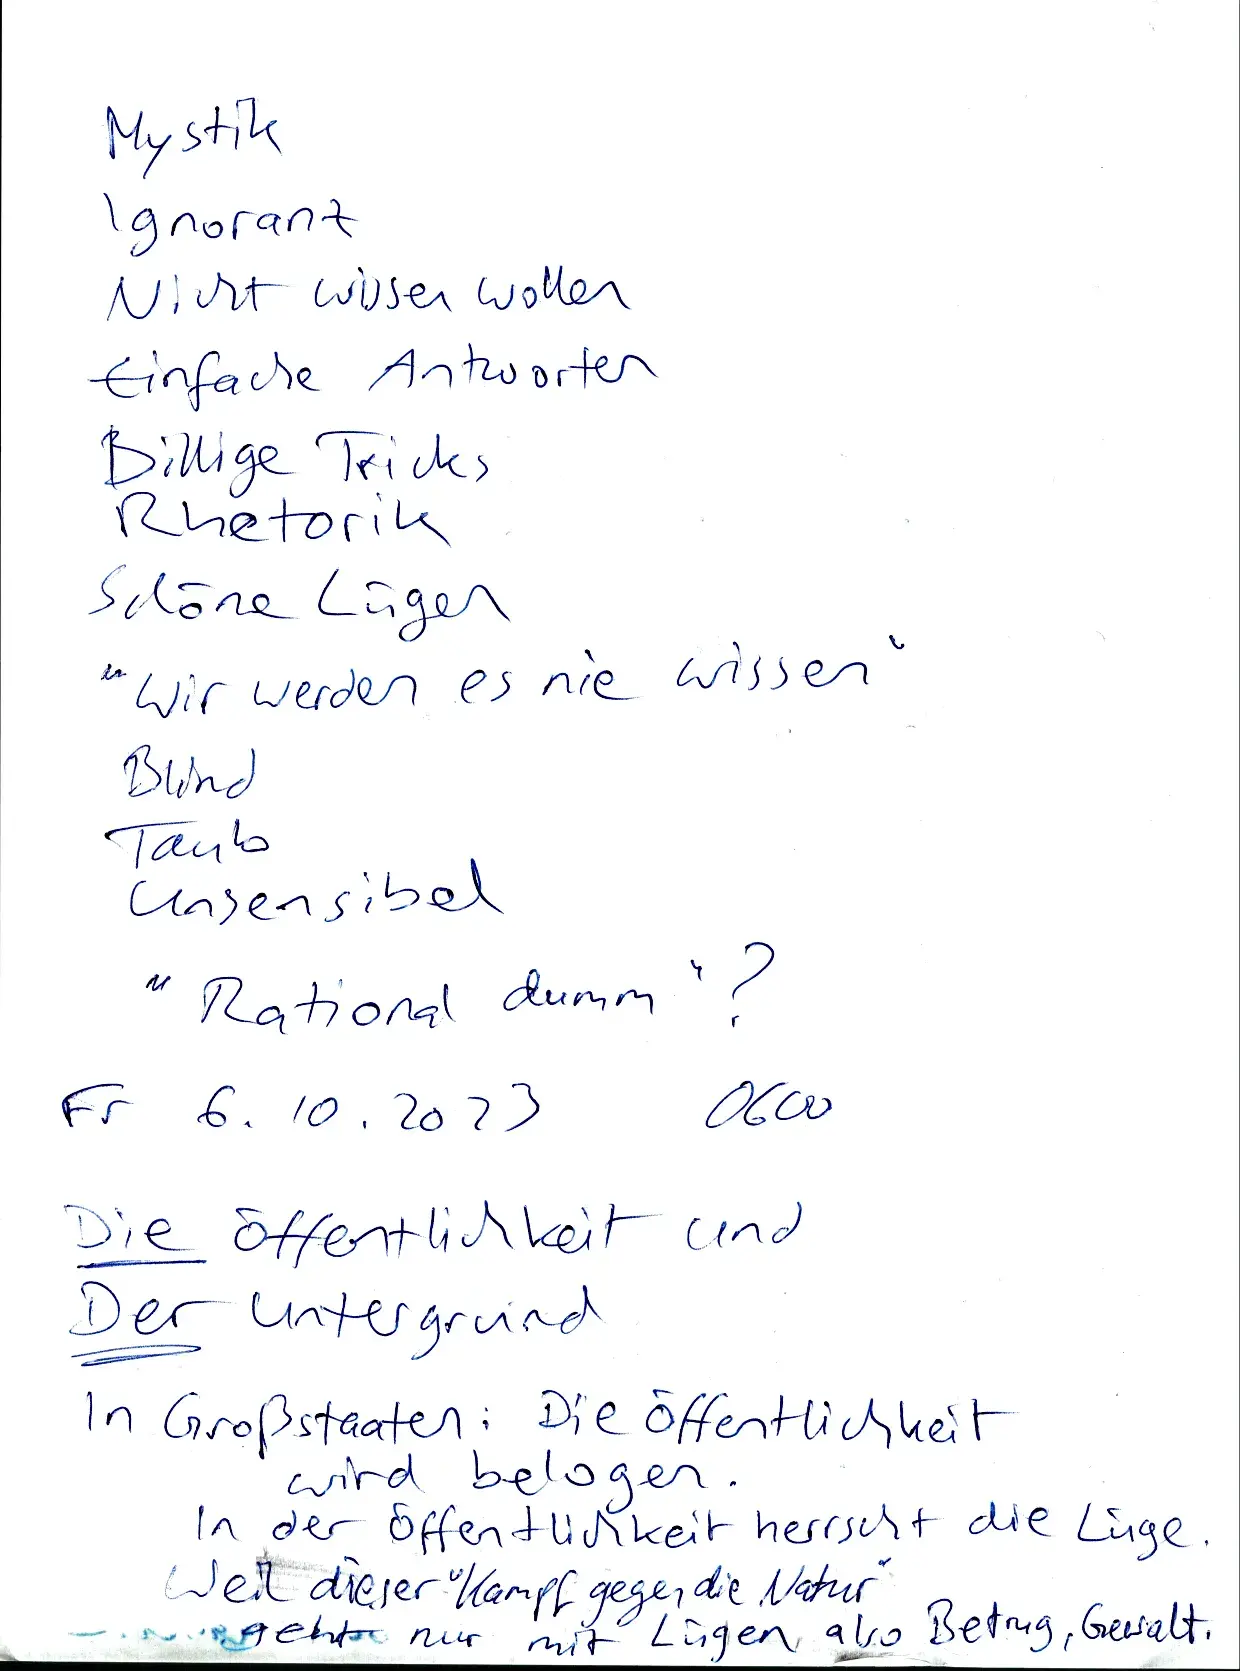 Mystik
Ignorant
Nicht wissen wollen
Einfache Antworten
Billige Tricks
Rhetorik
Schöne Lügen
"Wir werden es nie wissen"
Blind
Taub
Unsensibel
"Rational dumm"?
Fr 6.10.2023 0600
Die Öffentlichkeit und
Der Untergrund
In Großstaaten: Die Öffentlichkeit
wird belogen.
In der Öffentlichkeit herrscht die Lüge.
Weil dieser "Kampf gegen die Natur"
geht nur mit Lügen, also Betrug, Gewalt.